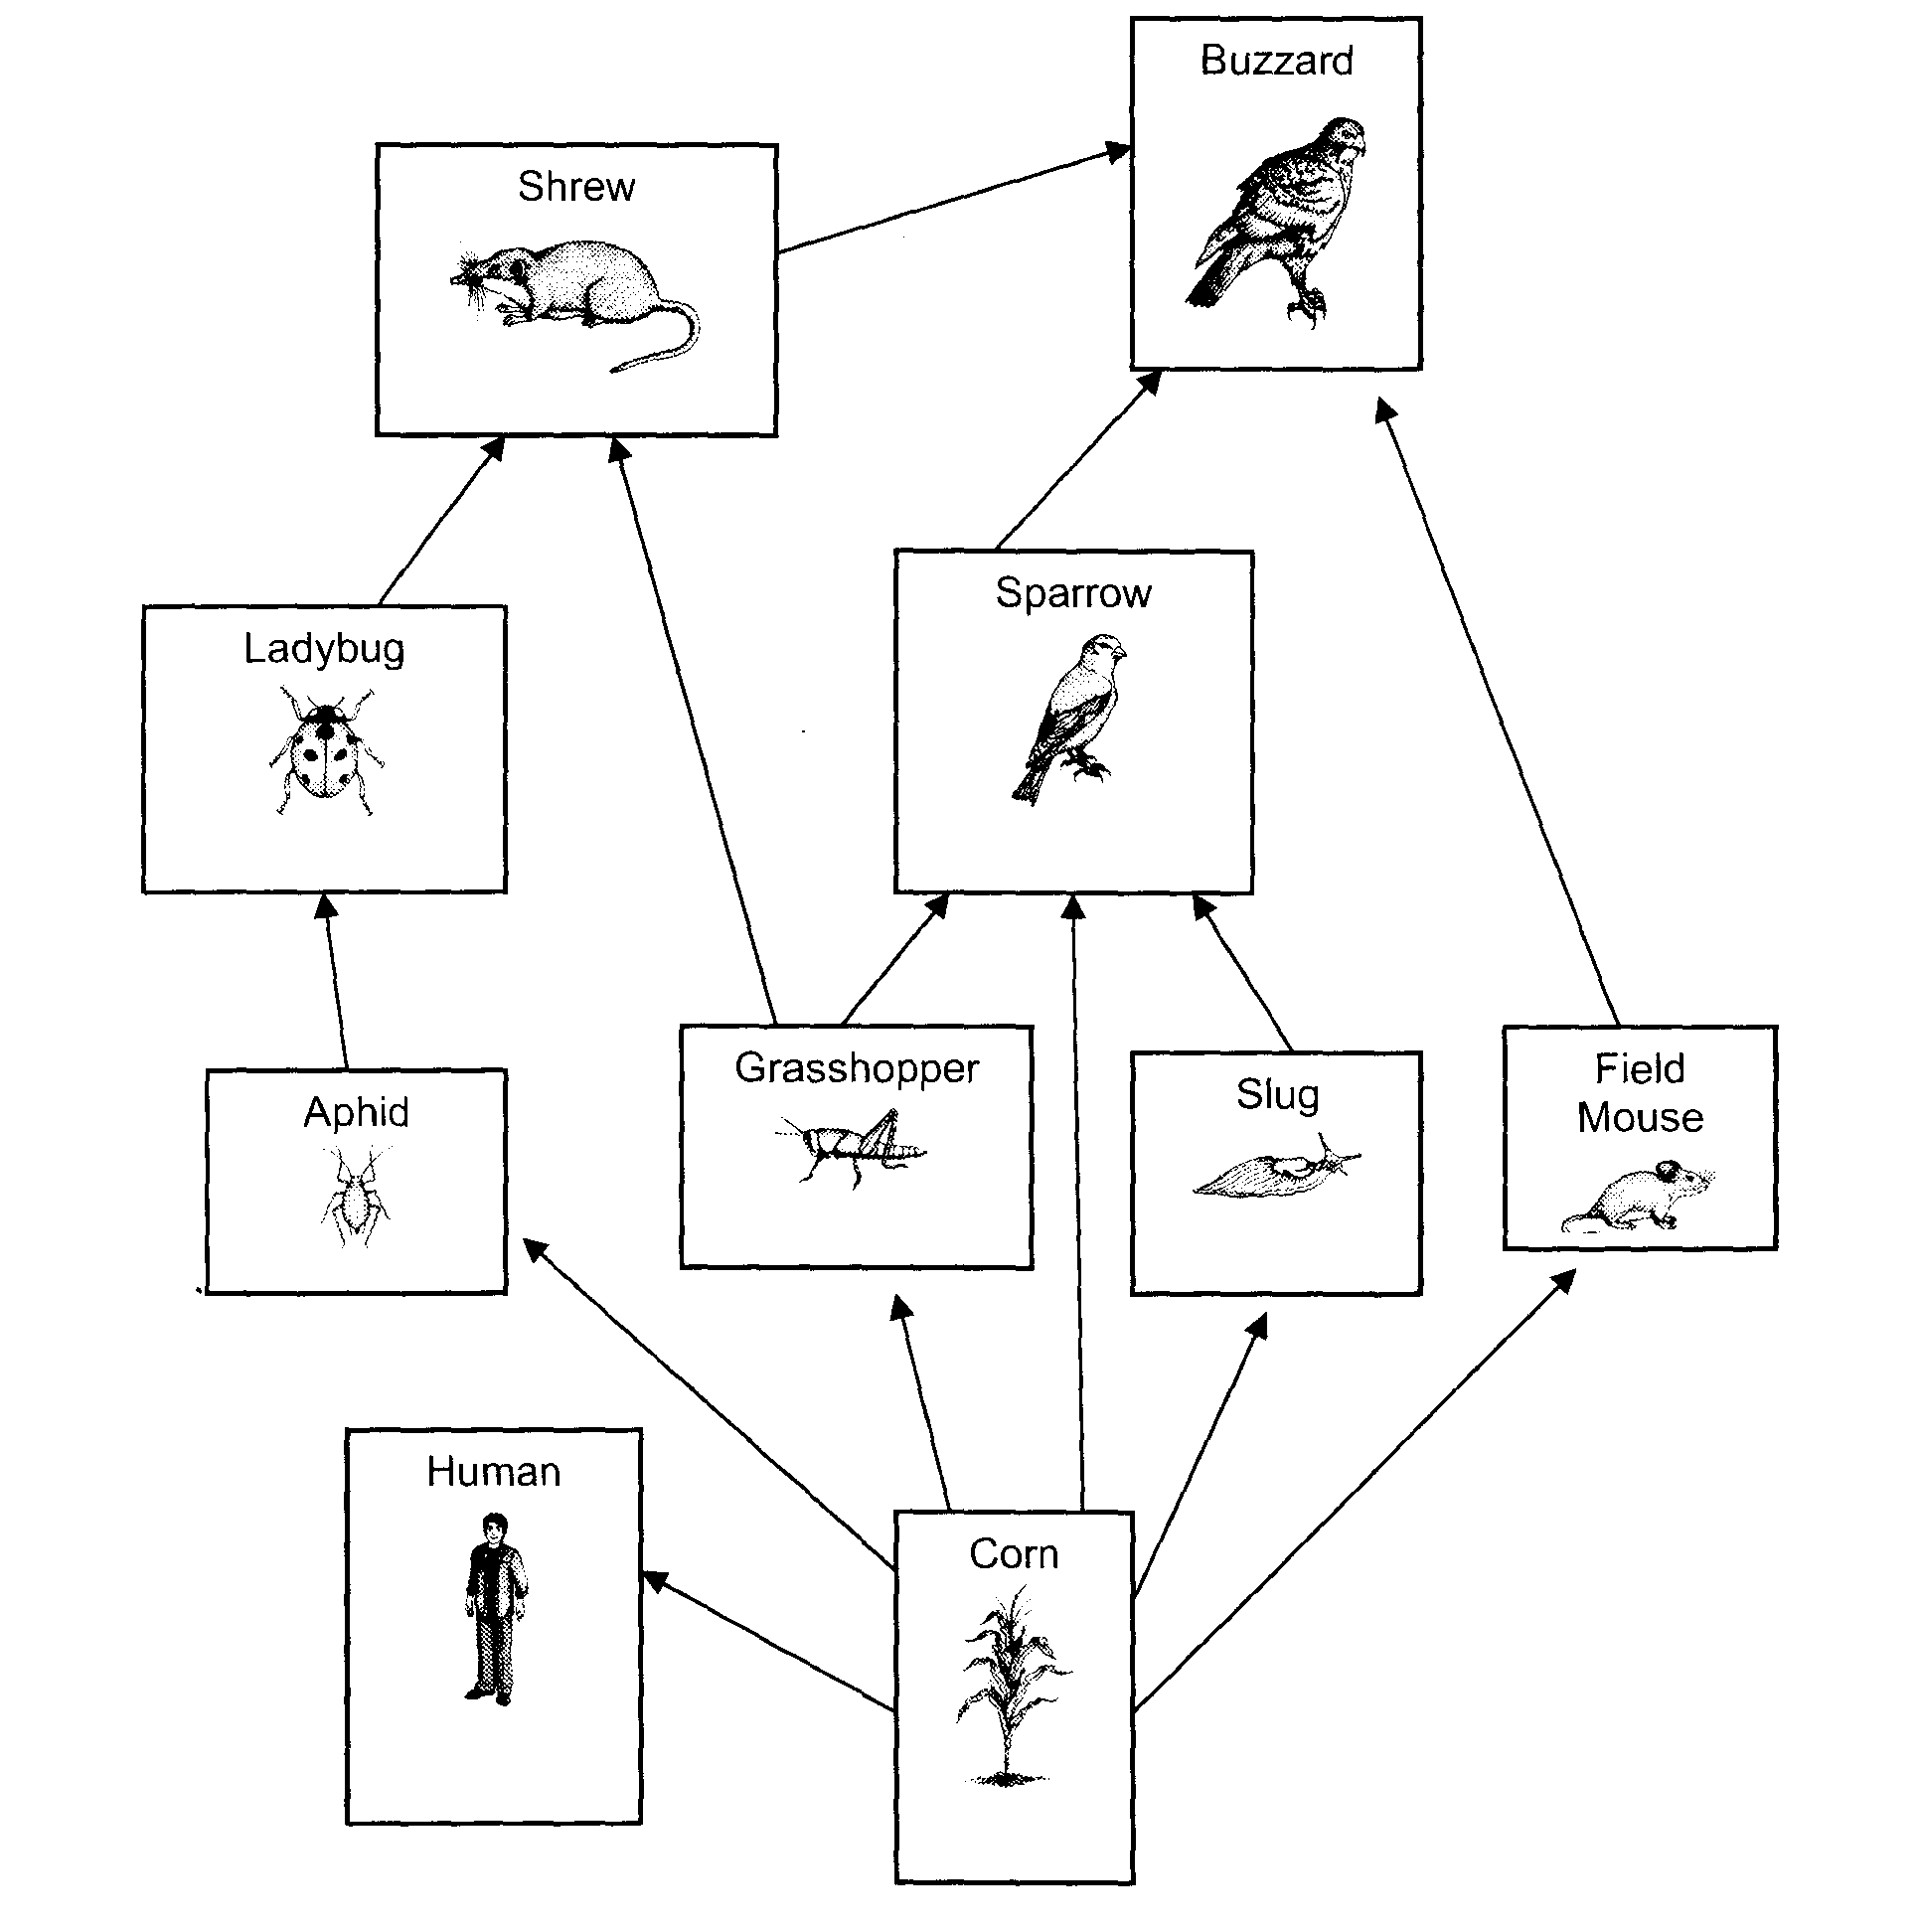 Buzzard
Shrew
Sparrow
Ladybug
Grasshopper
Field
Mouse
Slug
Aphid
Human
Corn